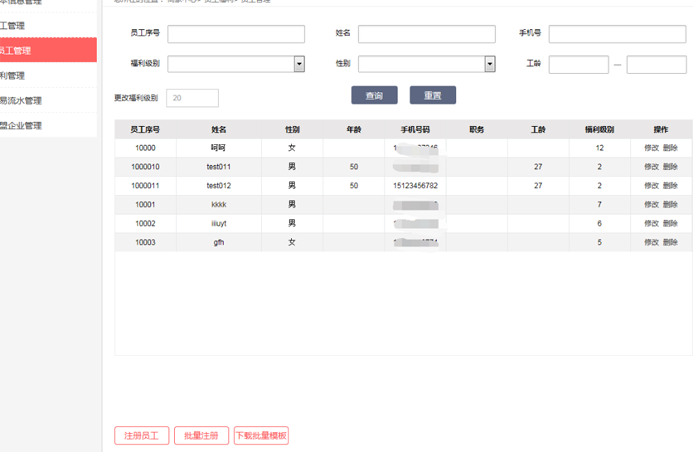 工管理
员工管理
利管理
易流水管理
盟企业管理
员工序号 姓名 手机号
福利级别 性别 工龄 —
更改福利级别 20 查询 重置
员工序号 姓名 性别 年龄 手机号码 职务 工龄 福利级别 操作
10000 呵呵 女 12 修改 删除
1000010 test011 男 50 27 2 修改 删除
1000011 test012 男 50 15123456782 27 2 修改 删除
10001 kkkk 男 7 修改 删除
10002 iiiuyt 男 6 修改 删除
10003 gfh 女 5 修改 删除
注册员工 批量注册 下载批量模板